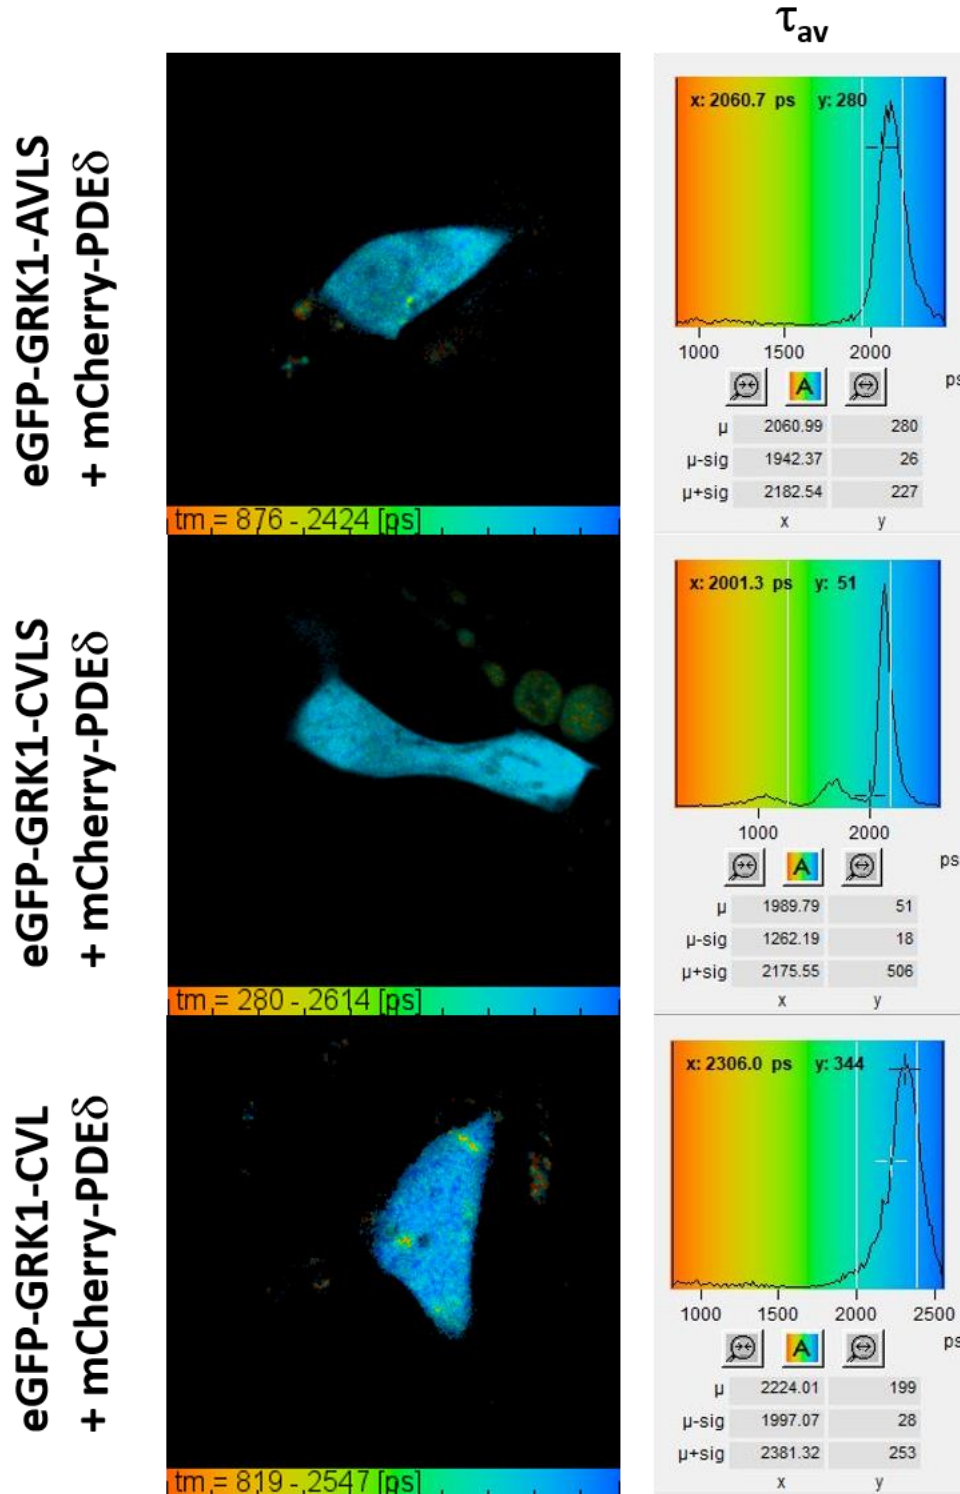 τav
eGFP-GRK1-AVLS
+ mCherry-PDEδ
tm = 876 - 2424 [ps]
x: 2060.7 ps y: 280
1000 1500 2000
ps
A
μ 2060.99 280
μ-sig 1942.37 26
μ+sig 2182.54 227
x y
eGFP-GRK1-CVLS
+ mCherry-PDEδ
tm = 280 - 2614 [ps]
x: 2001.3 ps y: 51
1000 2000
ps
A
μ 1989.79 51
μ-sig 1262.19 18
μ+sig 2175.55 506
x y
eGFP-GRK1-CVL
+ mCherry-PDEδ
tm = 819 - 2547 [ps]
x: 2306.0 ps y: 344
1000 1500 2000 2500
ps
A
μ 2224.01 199
μ-sig 1997.07 28
μ+sig 2381.32 253
x y